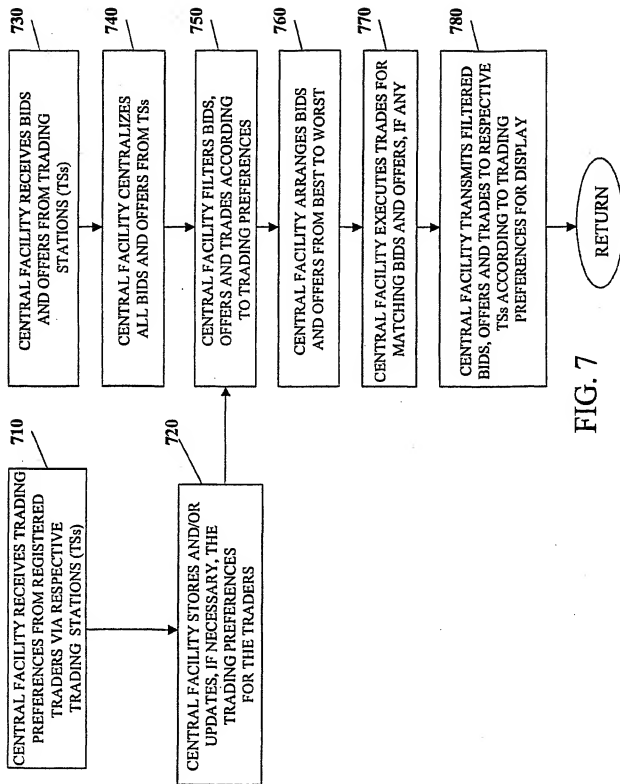 710
CENTRAL FACILITY RECEIVES TRADING
PREFERENCES FROM REGISTERED
TRADERS VIA RESPECTIVE
TRADING STATIONS (TSs)
720
CENTRAL FACILITY STORES AND/OR
UPDATES, IF NECESSARY, THE
TRADING PREFERENCES
FOR THE TRADERS
730
CENTRAL FACILITY RECEIVES BIDS
AND OFFERS FROM TRADING
STATIONS (TSs)
740
CENTRAL FACILITY CENTRALIZES
ALL BIDS AND OFFERS FROM TSs
750
CENTRAL FACILITY FILTERS BIDS,
OFFERS AND TRADES ACCORDING
TO TRADING PREFERENCES
760
CENTRAL FACILITY ARRANGES BIDS
AND OFFERS FROM BEST TO WORST
770
CENTRAL FACILITY EXECUTES TRADES FOR
MATCHING BIDS AND OFFERS, IF ANY
780
CENTRAL FACILITY TRANSMITS FILTERED
BIDS, OFFERS AND TRADES TO RESPECTIVE
TSs ACCORDING TO TRADING
PREFERENCES FOR DISPLAY
RETURN
FIG. 7